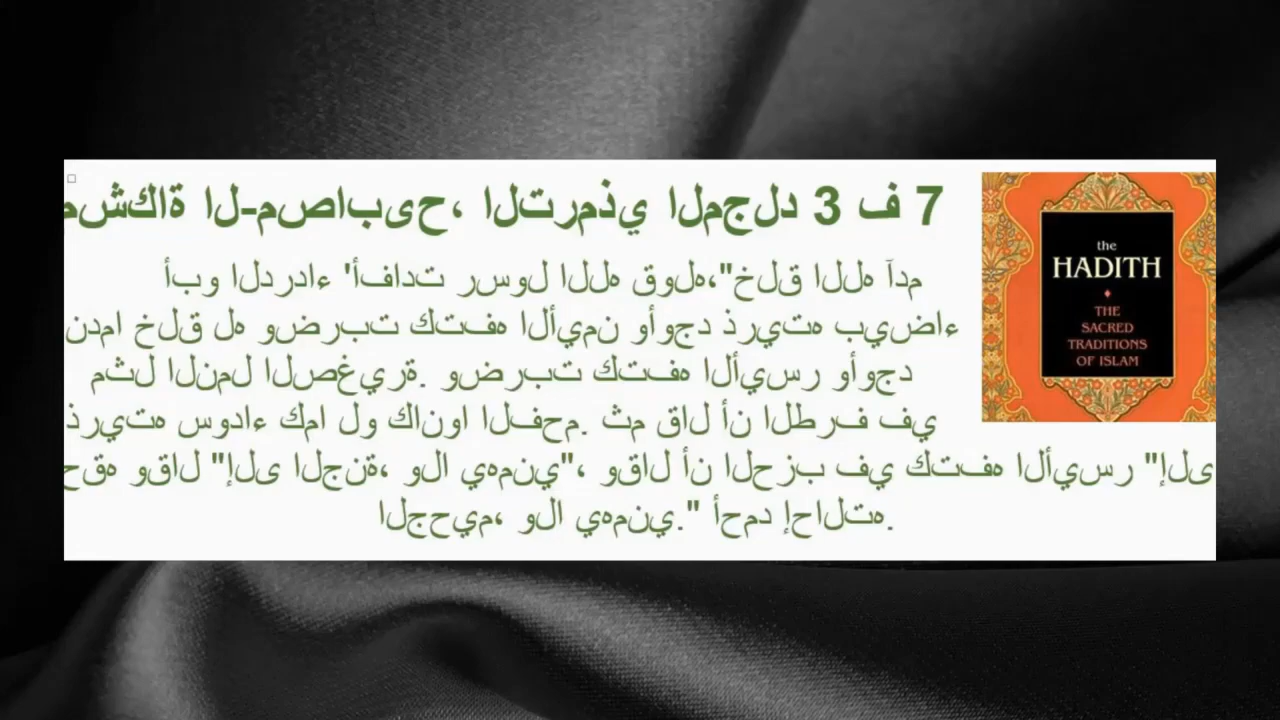 مشكاة ال-مصابيح، الترمذي المجلد 3 ف 7
أبو الدرداء 'أفادت رسول الله قوله،"خلق الله آدم
ندما خلق له وضربت كتفه الأيمن وأوجد ذريته بيضاء
مثل النمل الصغيرة. وضربت كتفه الأيسر وأوجد
ذريته سوداء كما لو كانوا الفحم. ثم قال أن الطرف في
حقه وقال "إلى الجنة، ولا يهمني"، وقال أن الحزب في كتفه الأيسر "إلى
الجحيم، ولا يهمني." أحمد إحالته.
the
HADITH
THE
SACRED
TRADITIONS
OF ISLAM